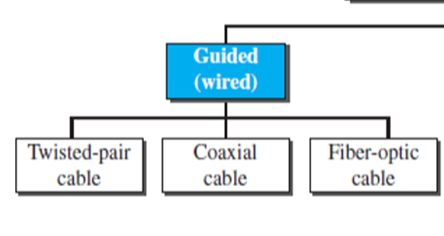 Guided
(wired)
Twisted-pair
cable
Coaxial
cable
Fiber-optic
cable